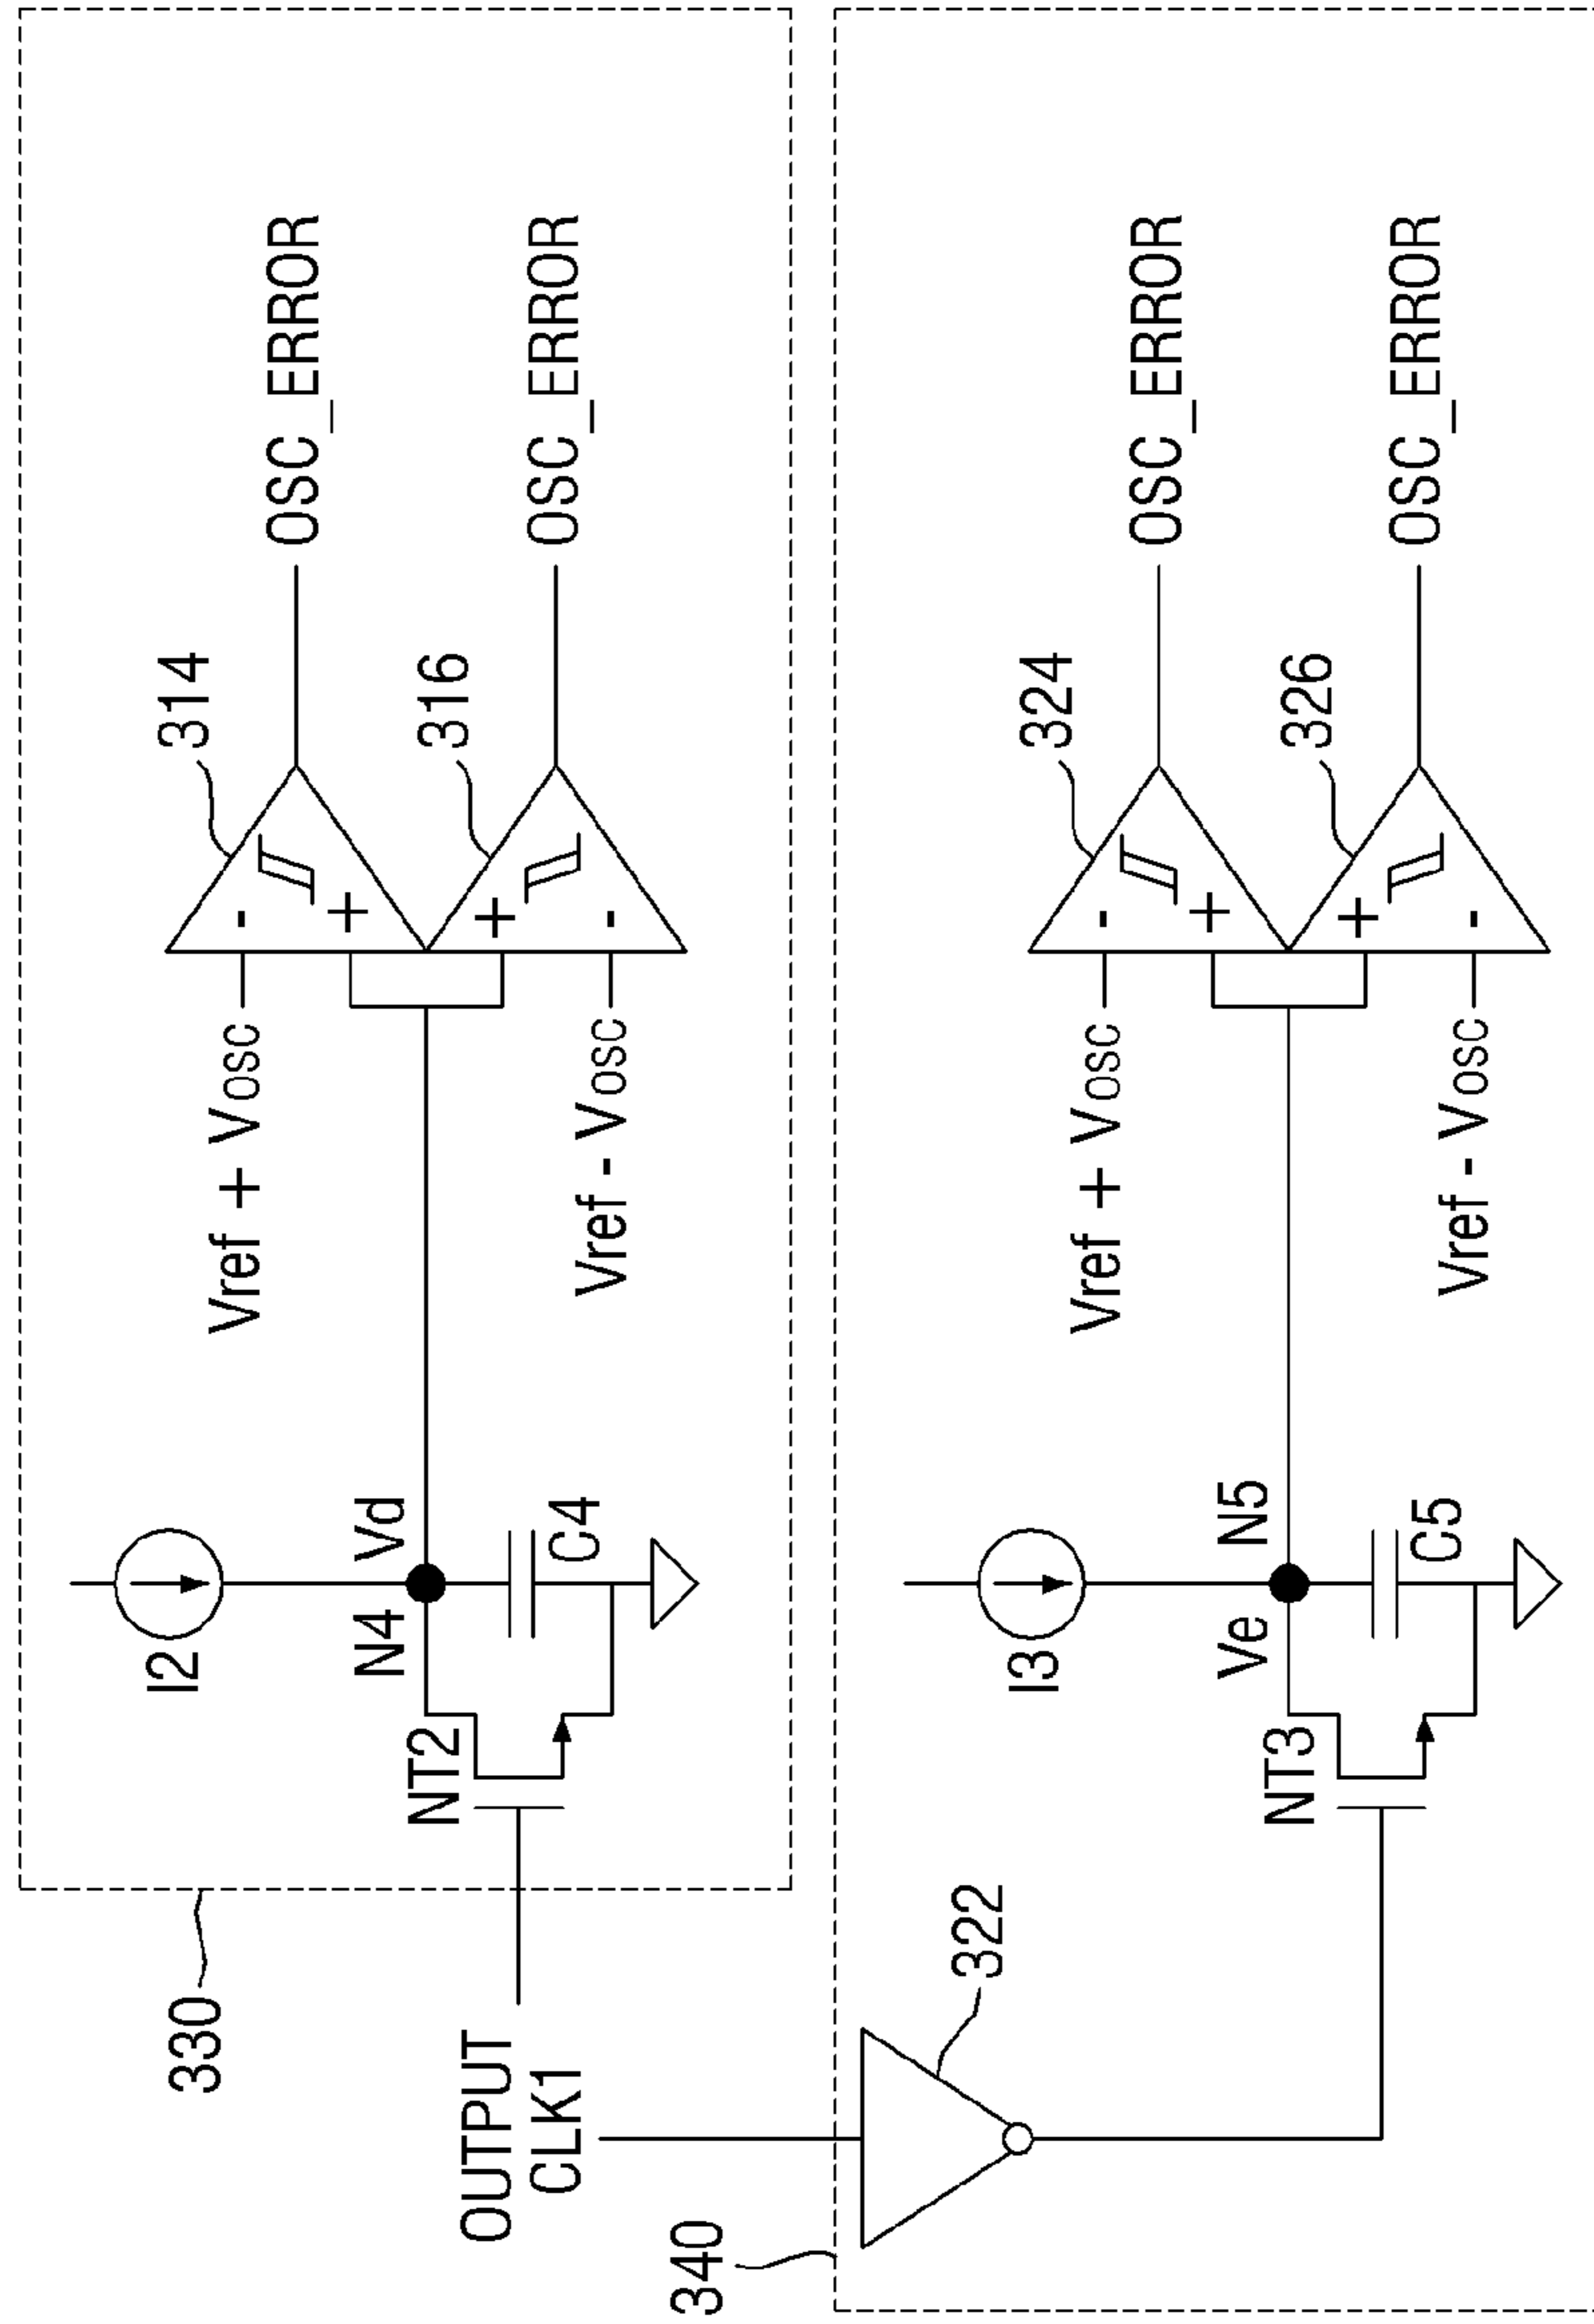 330
OUTPUT
CLK1
NT2
I2
N4
Vd
C4
Vref + Vosc
Vref - Vosc
-
+
+
-
314
316
OSC_ERROR
OSC_ERROR
340
322
NT3
I3
Ve
N5
C5
Vref + Vosc
Vref - Vosc
-
+
+
-
324
326
OSC_ERROR
OSC_ERROR